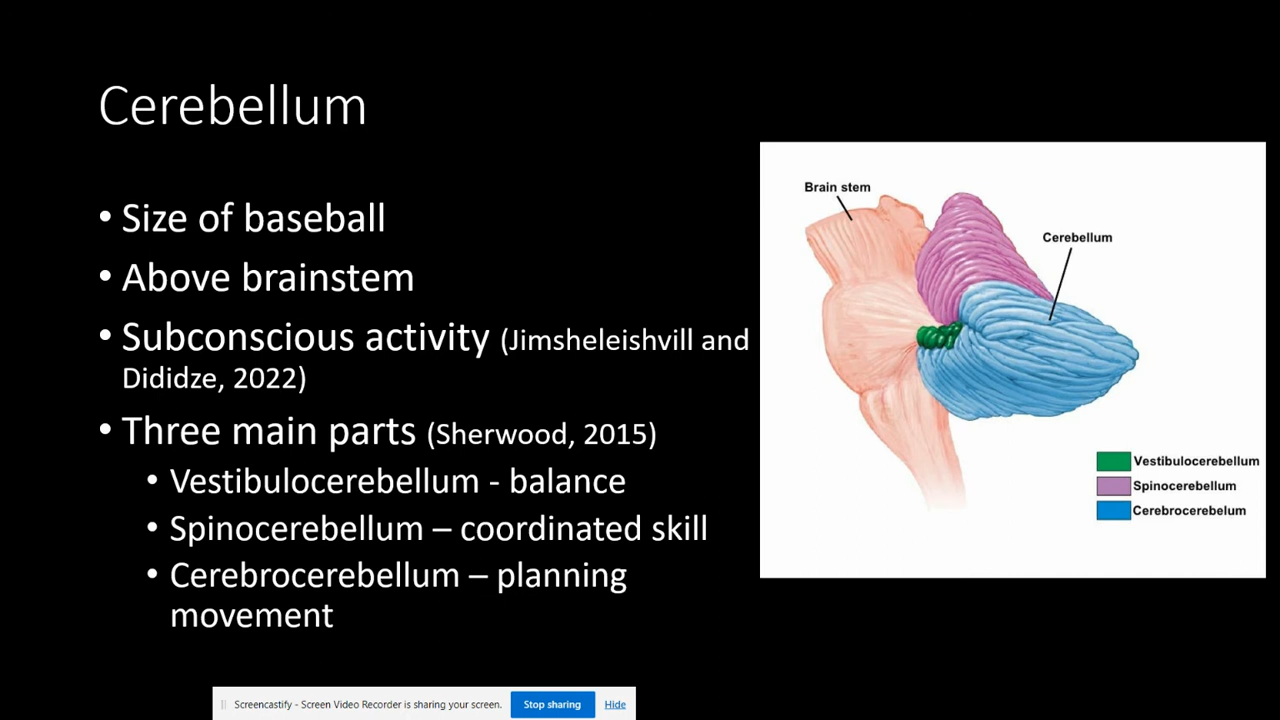 Cerebellum
• Size of baseball
• Above brainstem
• Subconscious activity (Jimsheleishvill and
Dididze, 2022)
• Three main parts (Sherwood, 2015)
• Vestibulocerebellum - balance
• Spinocerebellum – coordinated skill
• Cerebrocerebellum – planning
movement
Brain stem
Cerebellum
Vestibulocerebellum
Spinocerebellum
Cerebrocerebelum
Screencastify - Screen Video Recorder is sharing your screen.
Stop sharing
Hide